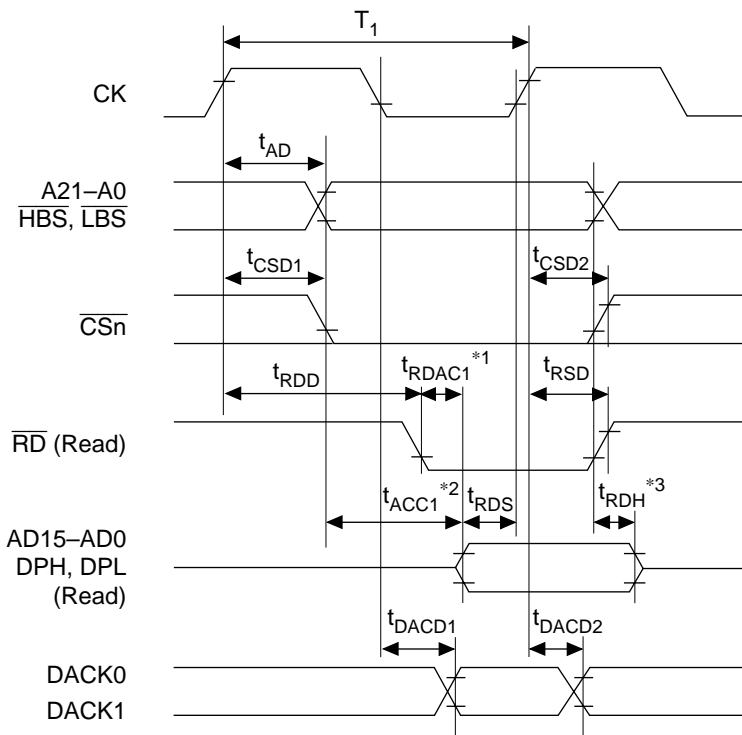 T1
CK
tAD
A21–A0
HBS, LBS
tCSD1
tCSD2
CSn
tRDD
tRDAC1*1
tRSD
RD (Read)
tACC1*2
tRDS
tRDH*3
AD15–AD0
DPH, DPL
(Read)
tDACD1
tDACD2
DACK0
DACK1